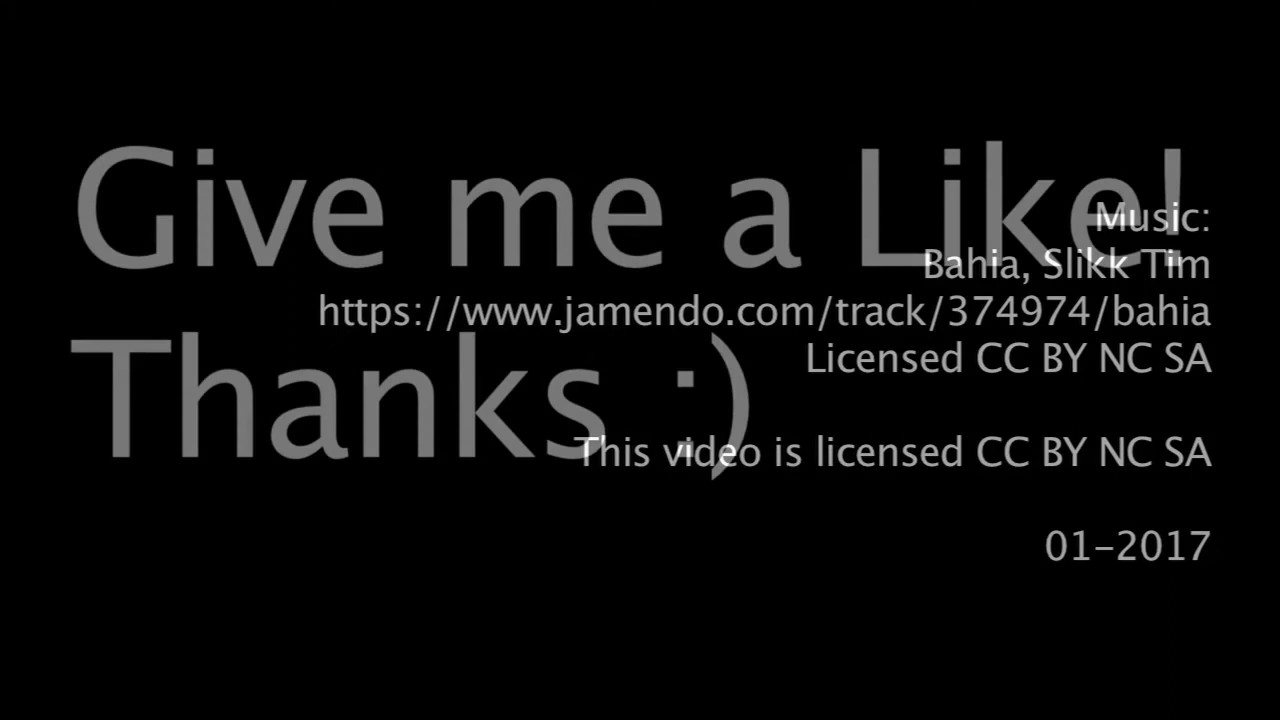 Give me a Like!
Thanks :)
Music:
Bahia, Slikk Tim
https://www.jamendo.com/track/374974/bahia
Licensed CC BY NC SA
This video is licensed CC BY NC SA
01-2017